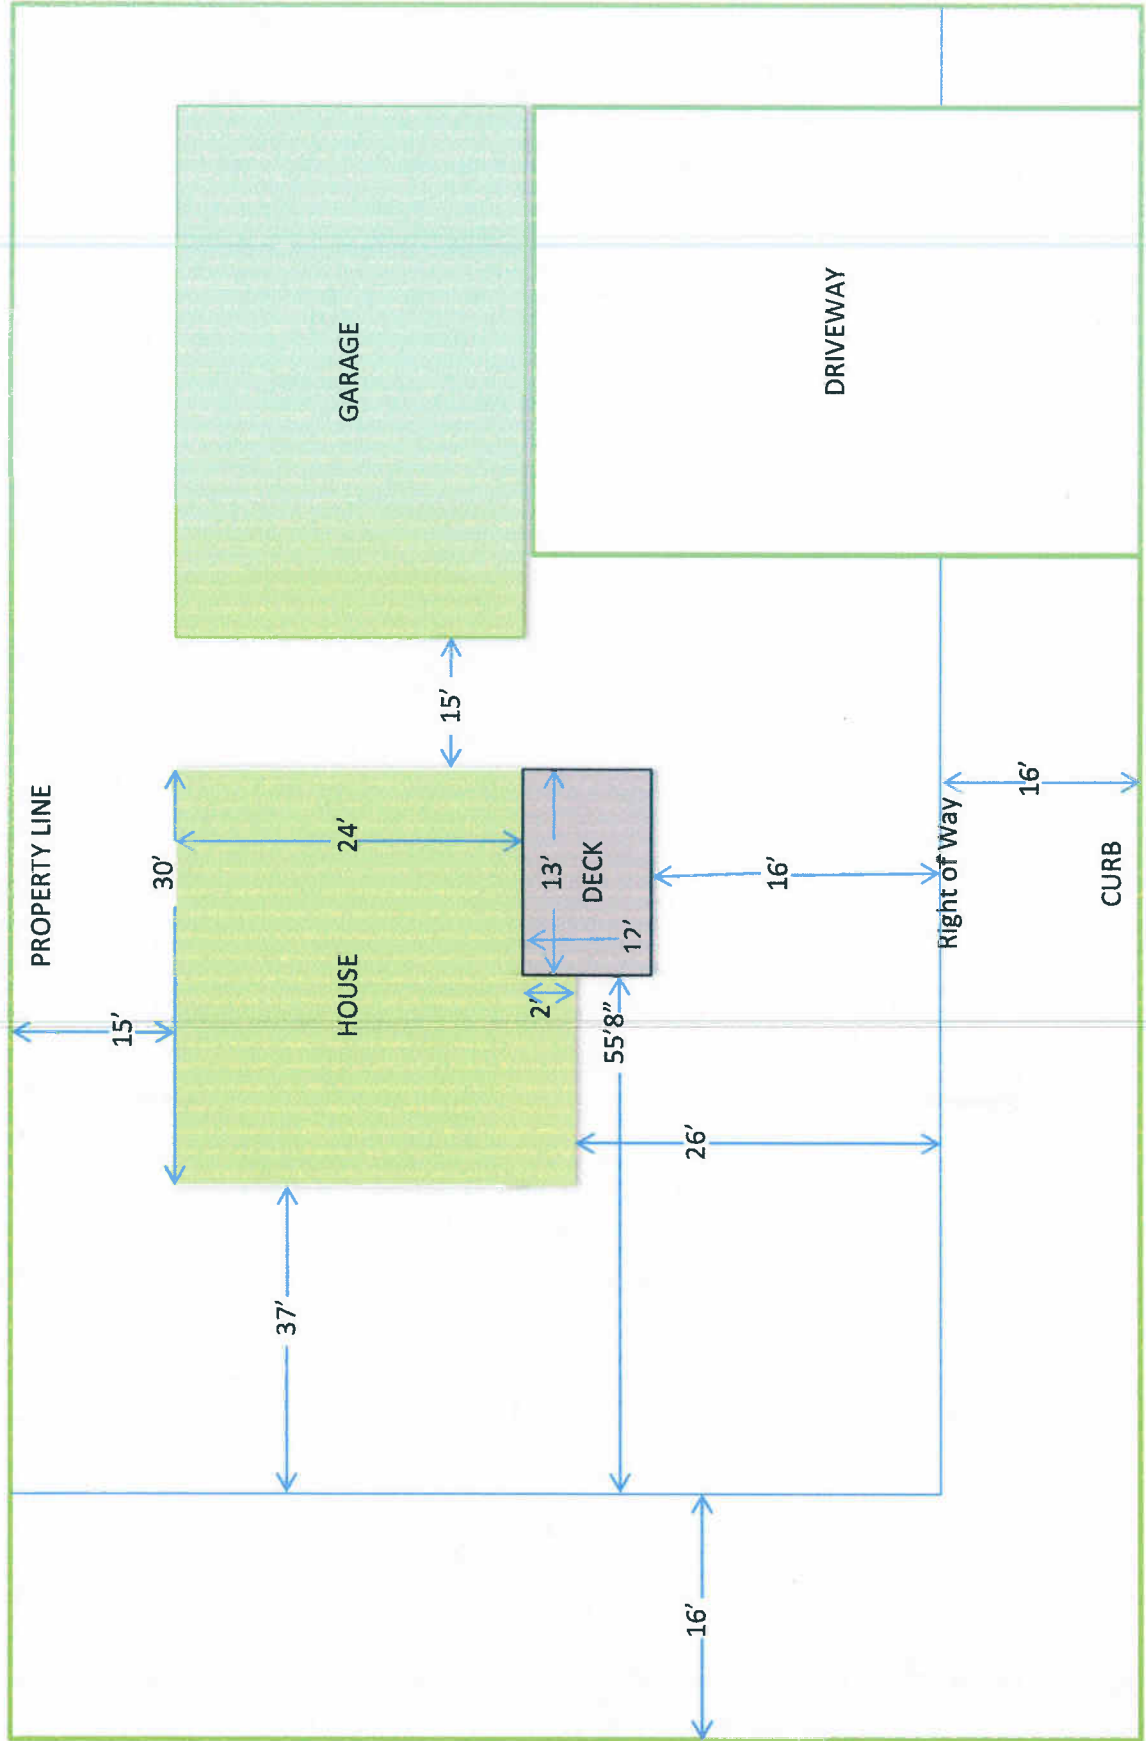 PROPERTY LINE
15'
30'
37'
HOUSE
24'
GARAGE
15'
2'
13'
DECK
55'8"
12'
16'
26'
16'
DRIVEWAY
Right of Way
16'
CURB